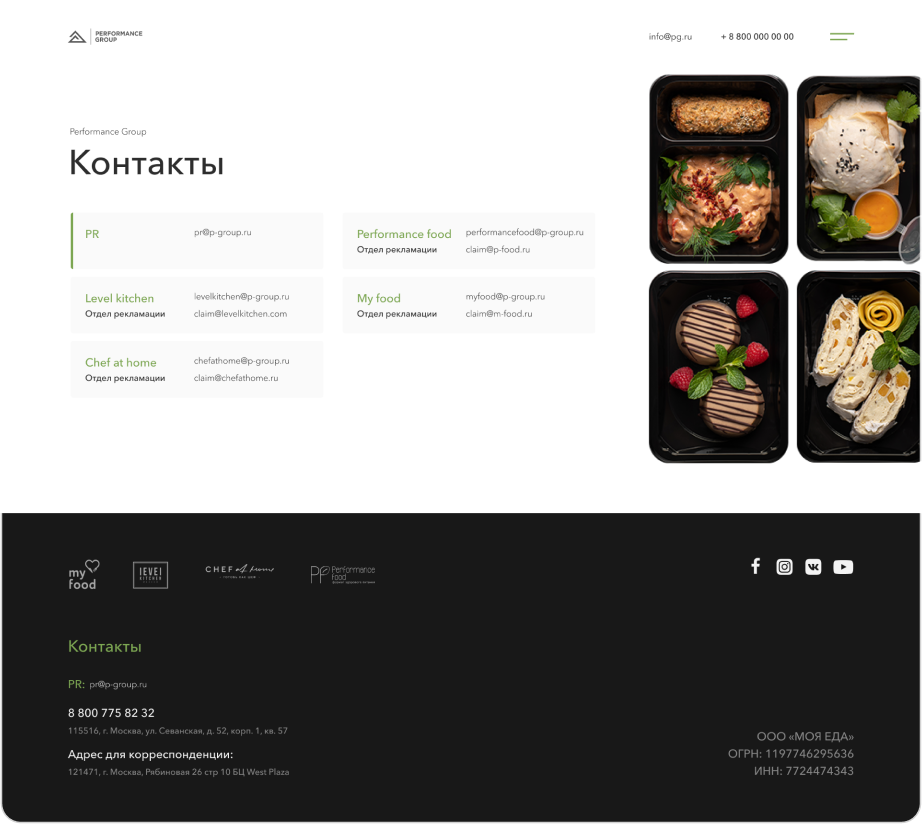 PERFORMANCE
GROUP
info@pg.ru
+ 8 800 000 00 00
Performance Group
Контакты
PR
pr@p-group.ru
Performance food
performancefood@p-group.ru
Отдел рекламации
claim@p-food.ru
Level kitchen
levelkitchen@p-group.ru
Отдел рекламации
claim@levelkitchen.com
My food
myfood@p-group.ru
Отдел рекламации
claim@m-food.ru
Chef at home
chefathome@p-group.ru
Отдел рекламации
claim@chefathome.ru
my
food
LEVEL
KITCHEN
CHEF at home
PF Performance
Food
Контакты
PR: pr@p-group.ru
8 800 775 82 32
115516, г. Москва, ул. Севанская, д. 52, корп. 1, кв. 57
Адрес для корреспонденции:
121471, г. Москва, Рябиновая 26 стр 10 БЦ West Plaza
ООО «МОЯ ЕДА»
ОГРН: 1197746295636
ИНН: 7724474343